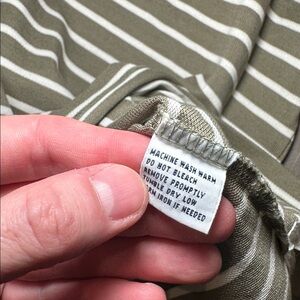 MACHINE WASH WARM
DO NOT BLEACH
REMOVE PROMPTLY
TUMBLE DRY LOW
IRON IF NEEDED